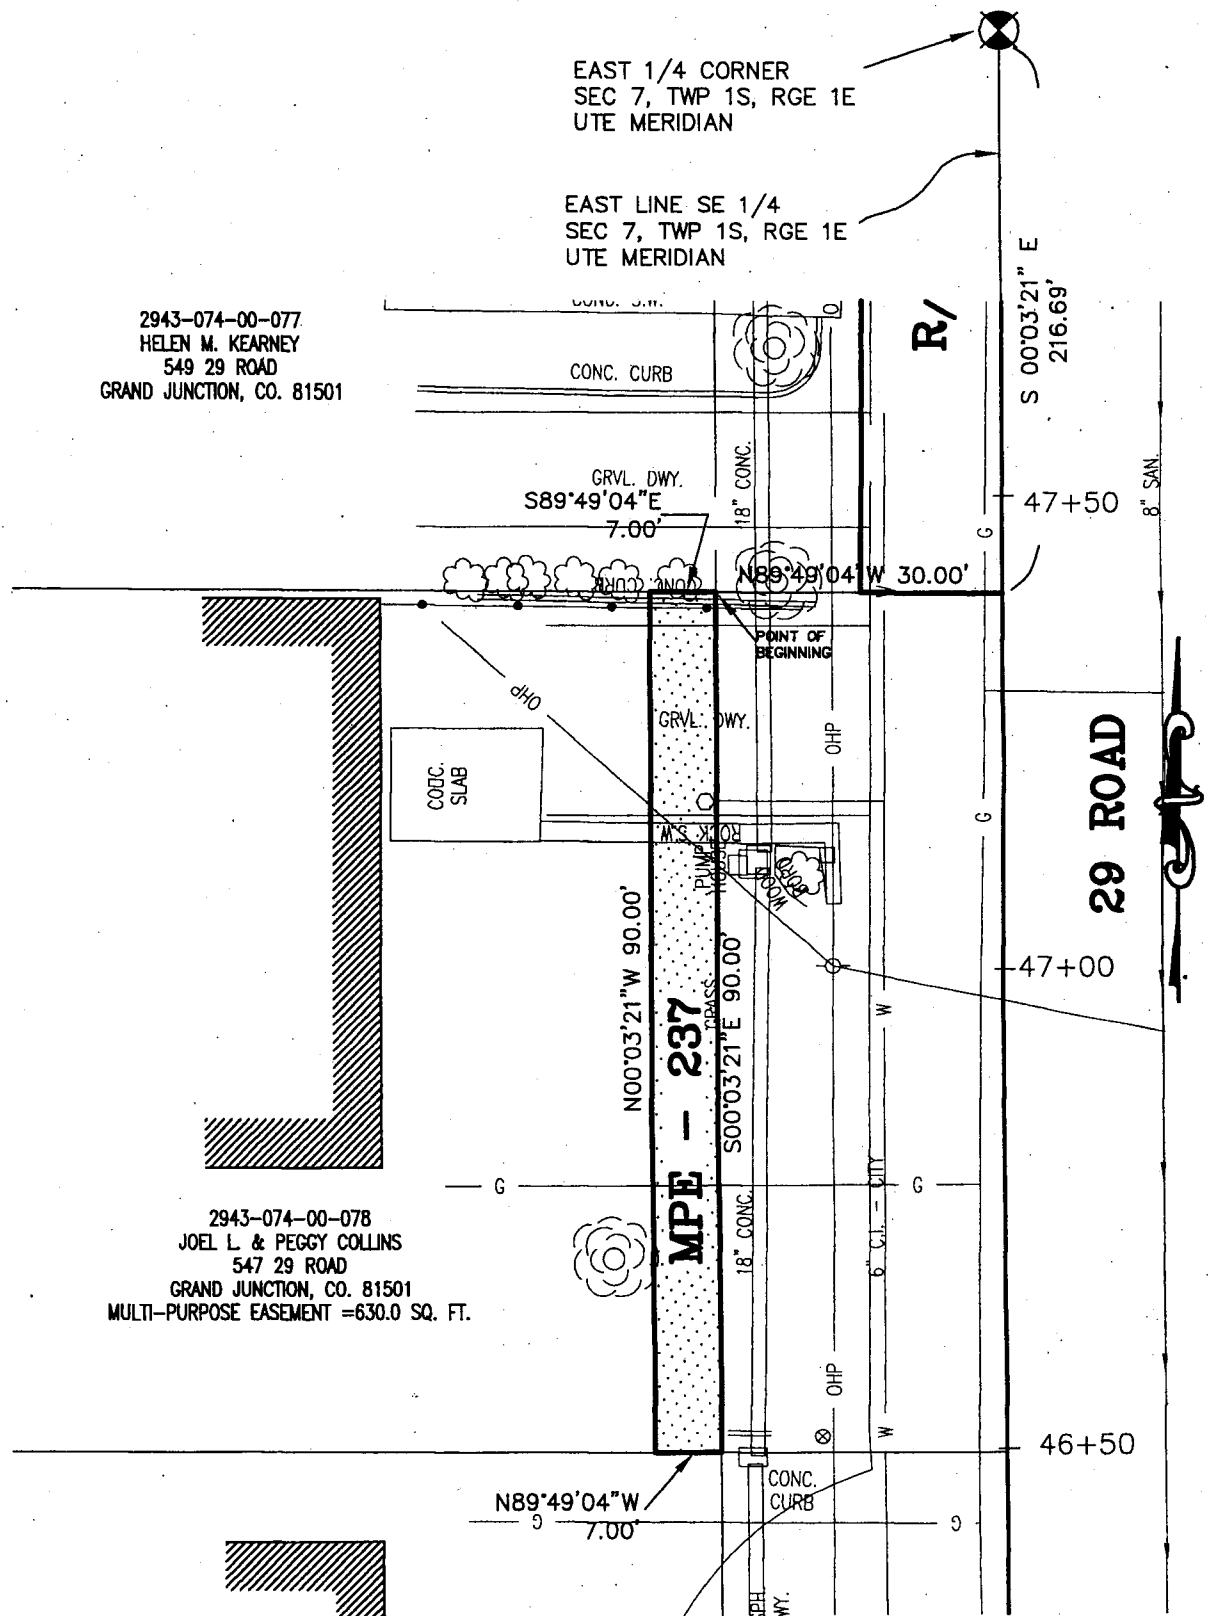 EAST 1/4 CORNER
SEC 7, TWP 1S, RGE 1E
UTE MERIDIAN
EAST LINE SE 1/4
SEC 7, TWP 1S, RGE 1E
UTE MERIDIAN
S 00°03'21" E
216.69'
R/
CONC. S.W.
2943-074-00-077
HELEN M. KEARNEY
549 29 ROAD
GRAND JUNCTION, CO. 81501
CONC. CURB
GRVL. DWY.
18" CONC.
8" SAN.
47+50
G
S89°49'04"E
7.00'
CONC.
CURB
N89°49'04"W 30.00'
POINT OF
BEGINNING
OHP
GRVL. DWY.
OHP
29 ROAD
CONC.
SLAB
G
ROCK S.W.
PUMP
HOUSE
WOOD
N00°03'21"W 90.00'
MPE - 237
GRASS
S00°03'21"E 90.00'
47+00
W
G
G
18" CONC.
6" C.I. - CITY
2943-074-00-078
JOEL L. & PEGGY COLLINS
547 29 ROAD
GRAND JUNCTION, CO. 81501
MULTI-PURPOSE EASEMENT =630.0 SQ. FT.
OHP
W
46+50
N89°49'04"W
7.00'
CONC.
CURB
G
G